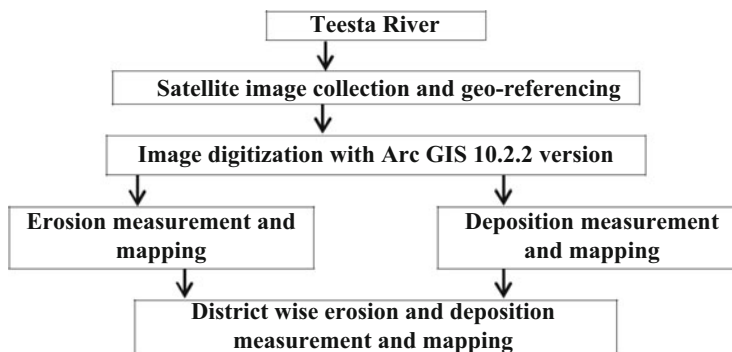 Teesta River
Satellite image collection and geo-referencing
Image digitization with Arc GIS 10.2.2 version
Erosion measurement and
mapping
Deposition measurement
and mapping
District wise erosion and deposition
measurement and mapping